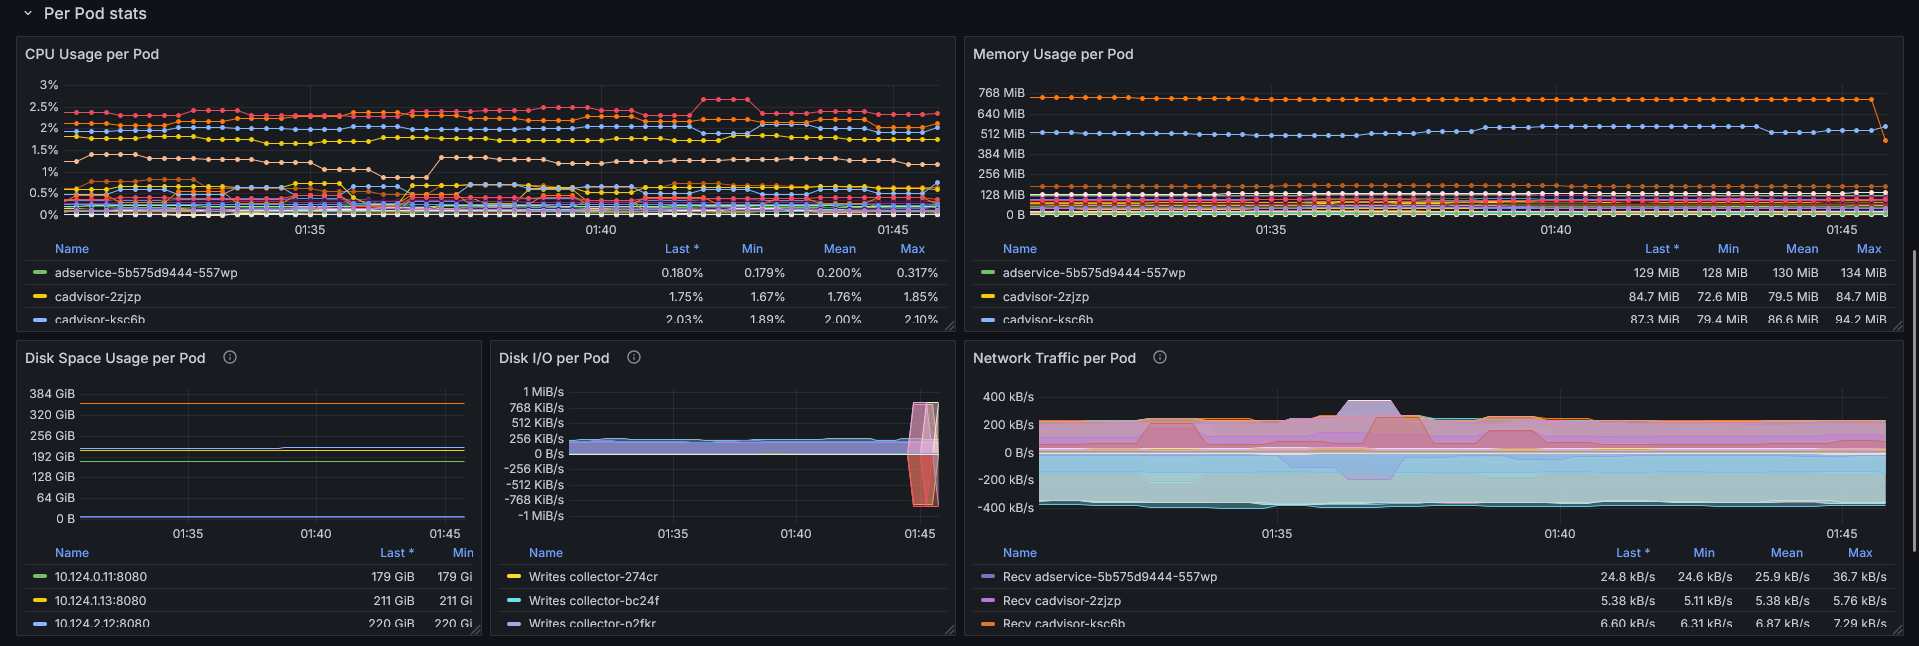 Per Pod stats
CPU Usage per Pod
3%
2.5%
2%
1.5%
1%
0.5%
0%
01:35 01:40 01:45
Name Last * Min Mean Max
adservice-5b575d9444-557wp 0.180% 0.179% 0.200% 0.317%
cadvisor-2zjzp 1.75% 1.67% 1.76% 1.85%
cadvisor-ksc6b 2.03% 1.89% 2.00% 2.10%
Memory Usage per Pod
768 MiB
640 MiB
512 MiB
384 MiB
256 MiB
128 MiB
0 B
01:35 01:40 01:45
Name Last * Min Mean Max
adservice-5b575d9444-557wp 129 MiB 128 MiB 130 MiB 134 MiB
cadvisor-2zjzp 84.7 MiB 72.6 MiB 79.5 MiB 84.7 MiB
cadvisor-ksc6b 87.3 MiB 79.4 MiB 86.6 MiB 94.2 MiB
Disk Space Usage per Pod
384 GiB
320 GiB
256 GiB
192 GiB
128 GiB
64 GiB
0 B
01:35 01:40 01:45
Name Last * Min
10.124.0.11:8080 179 GiB 179 Gi
10.124.1.13:8080 211 GiB 211 Gi
10.124.2.12:8080 220 GiB 220 Gi
Disk I/O per Pod
1 MiB/s
768 KiB/s
512 KiB/s
256 KiB/s
0 B/s
-256 KiB/s
-512 KiB/s
-768 KiB/s
-1 MiB/s
01:35 01:40 01:45
Name
Writes collector-274cr
Writes collector-bc24f
Writes collector-p2fkr
Network Traffic per Pod
400 kB/s
200 kB/s
0 B/s
-200 kB/s
-400 kB/s
01:35 01:40 01:45
Name Last * Min Mean Max
Recv adservice-5b575d9444-557wp 24.8 kB/s 24.6 kB/s 25.9 kB/s 36.7 kB/s
Recv cadvisor-2zjzp 5.38 kB/s 5.11 kB/s 5.38 kB/s 5.76 kB/s
Recv cadvisor-ksc6b 6.60 kB/s 6.31 kB/s 6.87 kB/s 7.29 kB/s